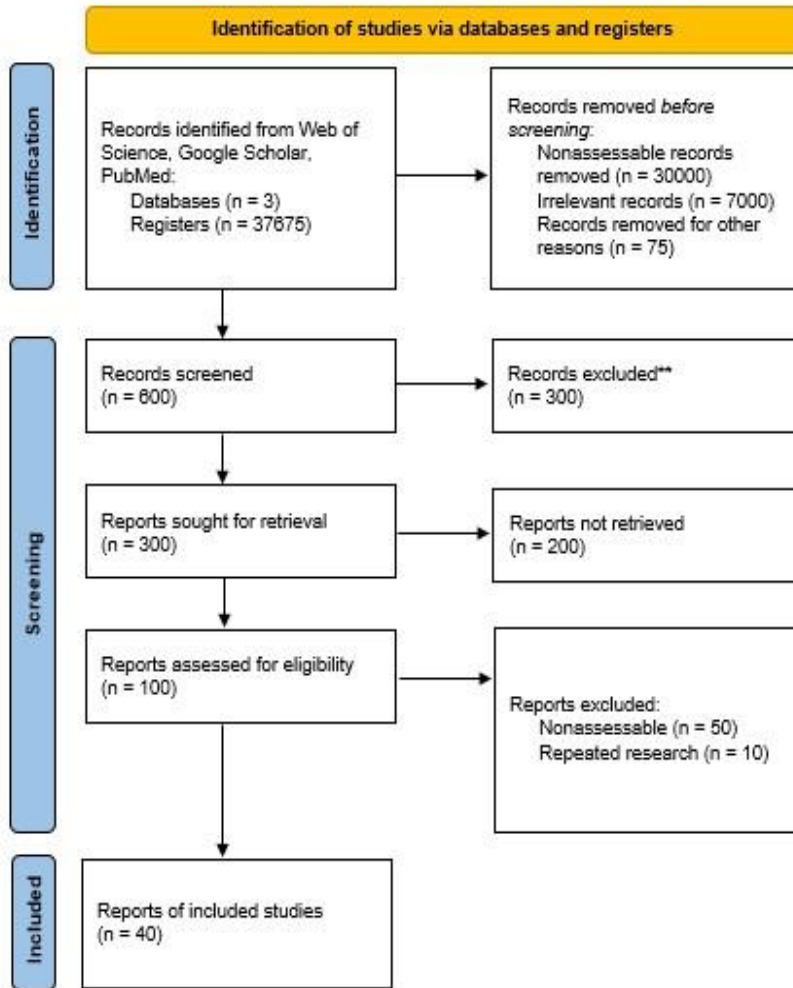 Identification of studies via databases and registers
Identification
Records identified from Web of
Science, Google Scholar,
PubMed:
Databases (n = 3)
Registers (n = 37675)
Records removed before
screening:
Nonassessable records
removed (n = 30000)
Irrelevant records (n = 7000)
Records removed for other
reasons (n = 75)
Screening
Records screened
(n = 600)
Records excluded**
(n = 300)
Reports sought for retrieval
(n = 300)
Reports not retrieved
(n = 200)
Reports assessed for eligibility
(n = 100)
Reports excluded:
Nonassessable (n = 50)
Repeated research (n = 10)
Included
Reports of included studies
(n = 40)